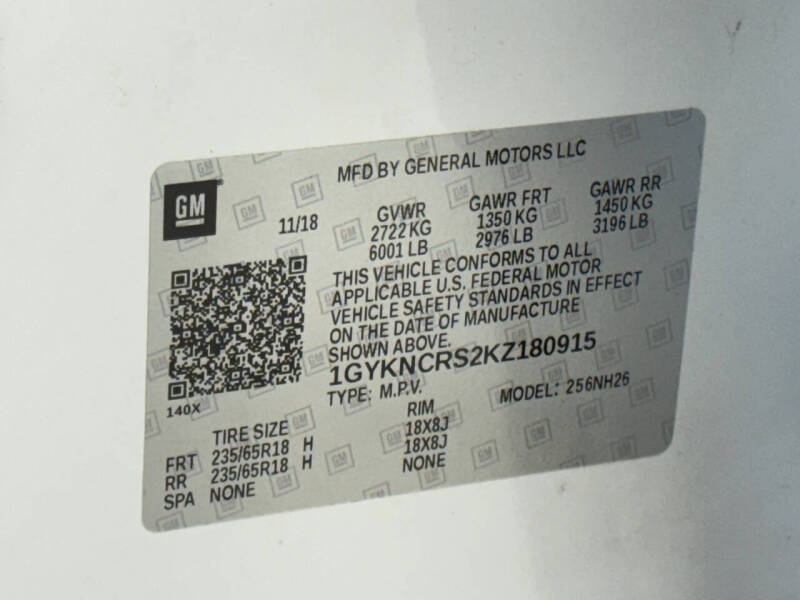 MFD BY GENERAL MOTORS LLC
GM
11/18
GVWR GAWR FRT GAWR RR
2722 KG 1350 KG 1450 KG
6001 LB 2976 LB 3196 LB
THIS VEHICLE CONFORMS TO ALL
APPLICABLE U.S. FEDERAL MOTOR
VEHICLE SAFETY STANDARDS IN EFFECT
ON THE DATE OF MANUFACTURE
SHOWN ABOVE.
1GYKNCRS2KZ180915
140X
TYPE: M.P.V. MODEL: 256NH26
TIRE SIZE RIM
FRT 235/65R18 H 18X8J
RR 235/65R18 H 18X8J
SPA NONE NONE